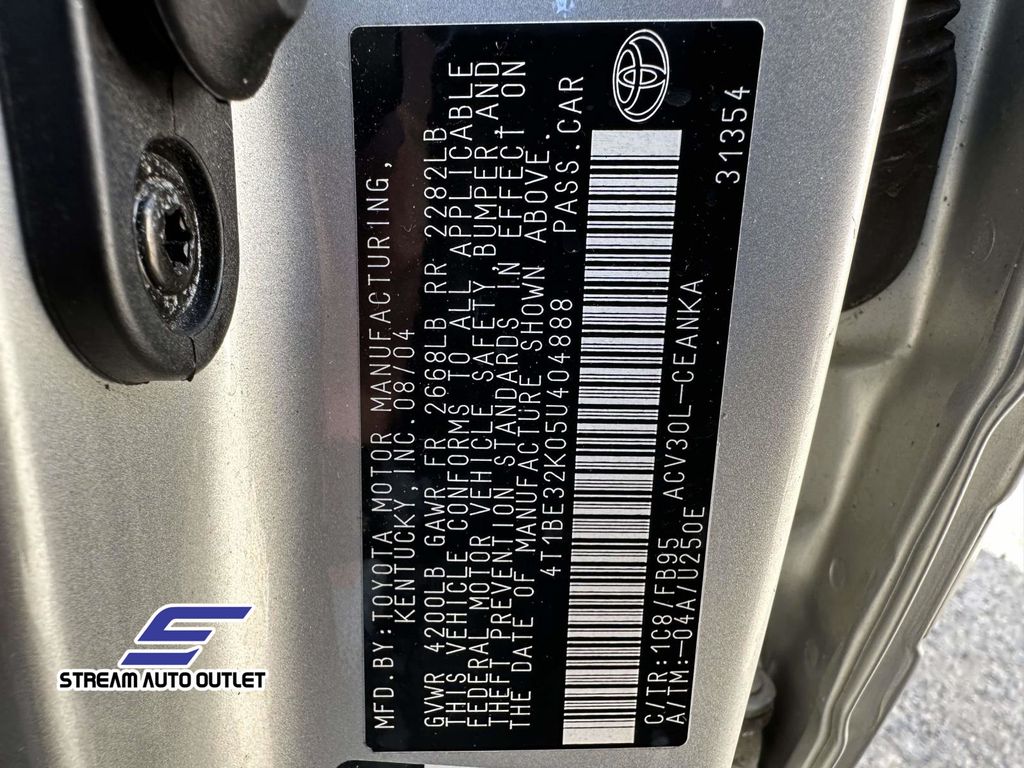 MFD.BY:TOYOTA MOTOR MANUFACTURING,
KENTUCKY,INC.08/04
GVWR 4200LB GAWR FR 2668LB RR 2282LB
THIS VEHICLE CONFORMS TO ALL APPLICABLE
FEDERAL MOTOR VEHICLE SAFETY, BUMPER,AND
THEFT PREVENTION STANDARDS IN EFFECT ON
THE DATE OF MANUFACTURE SHOWN ABOVE.
4T1BE32K05U404888 PASS.CAR
C/TR:1C8/FB95 ACV30L-CEANKA
A/TM:-04A/U250E 31354
STREAM AUTO OUTLET